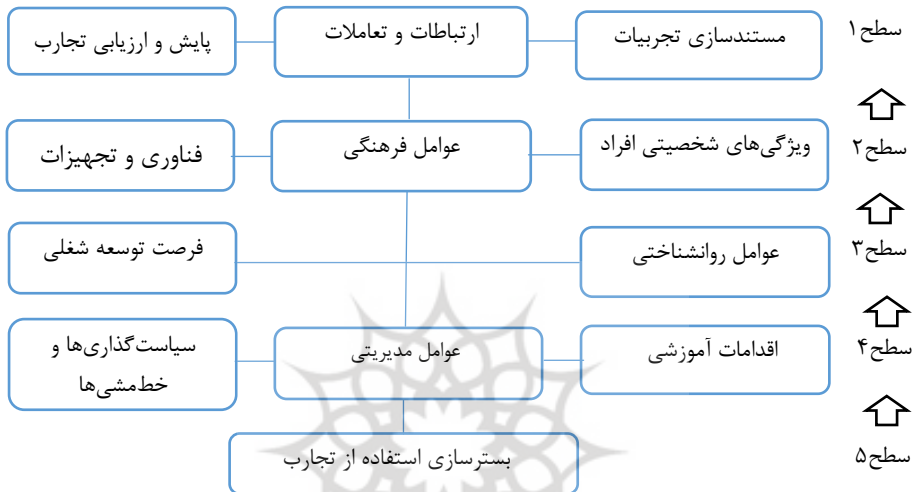 سطح۱
مستندسازی تجربیات
ارتباطات و تعاملات
پایش و ارزیابی تجارب
سطح۲
ویژگی‌های شخصیتی افراد
عوامل فرهنگی
فناوری و تجهیزات
سطح۳
عوامل روانشناختی
فرصت توسعه شغلی
سطح۴
اقدامات آموزشی
عوامل مدیریتی
سیاست‌گذاری‌ها و
خط‌مشی‌ها
سطح۵
بسترسازی استفاده از تجارب